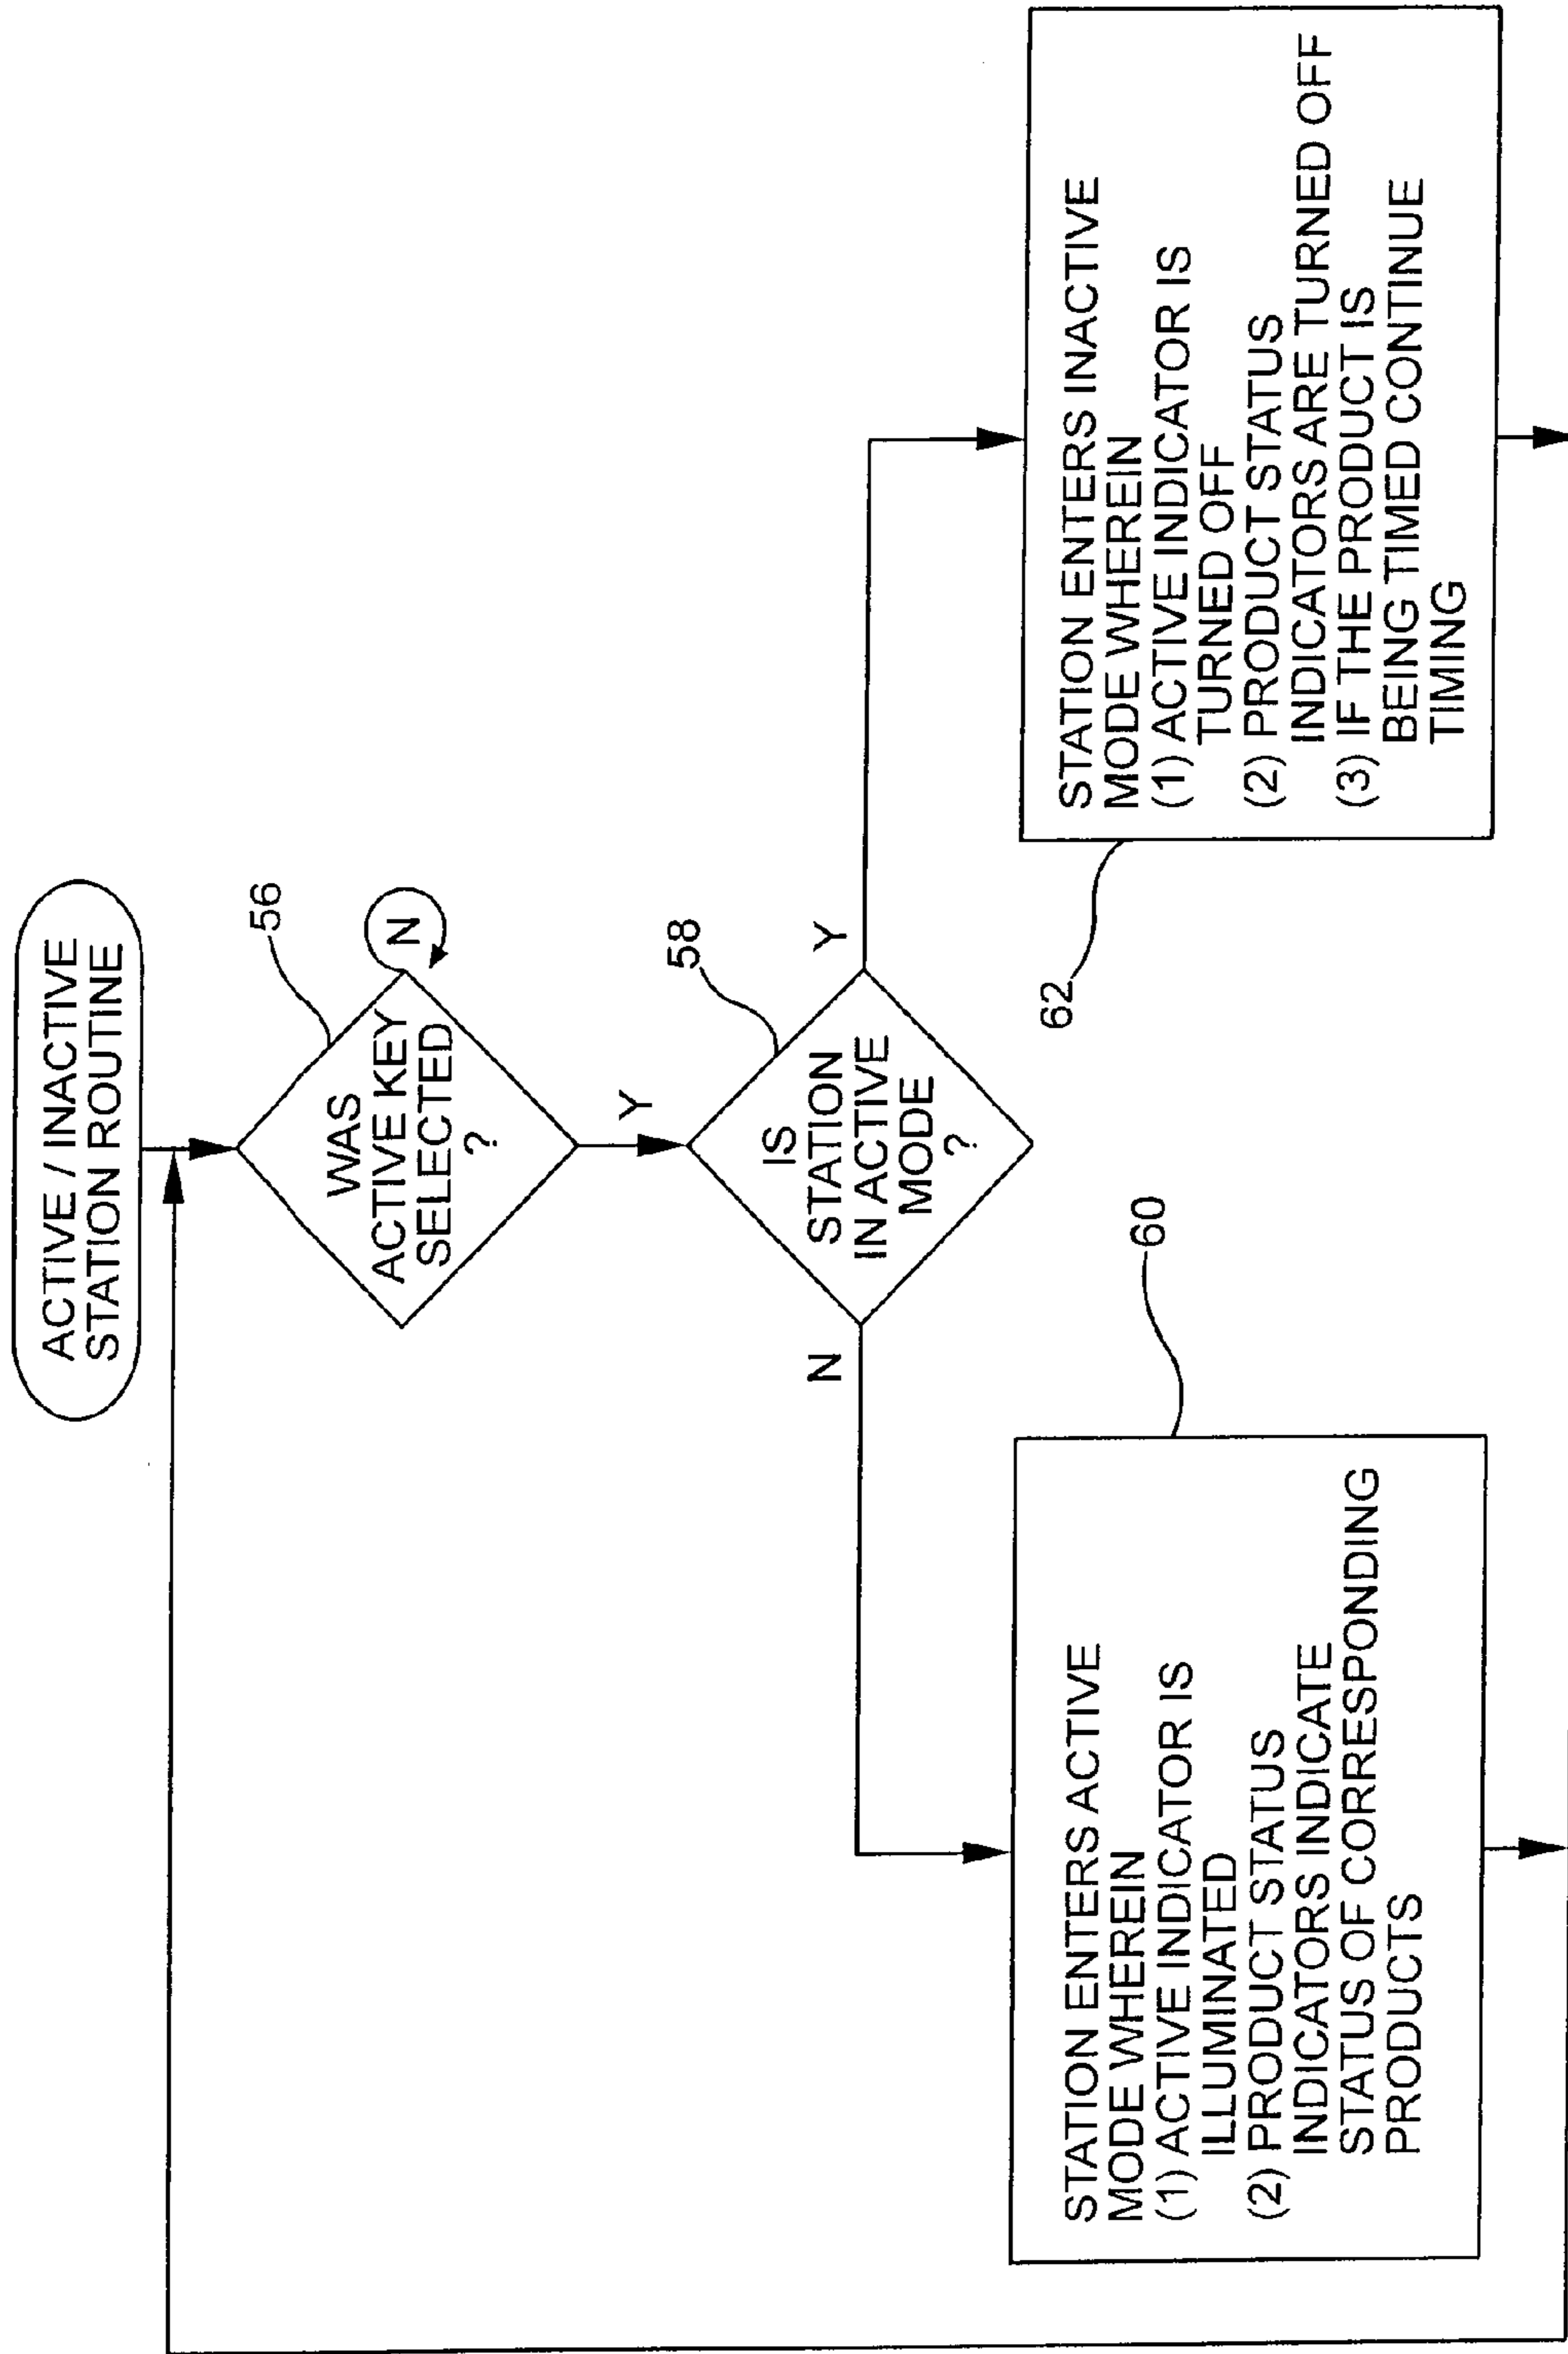 ACTIVE / INACTIVE
STATION ROUTINE
56
WAS
ACTIVE KEY
SELECTED
?
N
Y
58
IS
STATION
IN ACTIVE
MODE
?
N
Y
60
STATION ENTERS ACTIVE
MODE WHEREIN
(1) ACTIVE INDICATOR IS
ILLUMINATED
(2) PRODUCT STATUS
INDICATORS INDICATE
STATUS OF CORRESPONDING
PRODUCTS
62
STATION ENTERS INACTIVE
MODE WHEREIN
(1) ACTIVE INDICATOR IS
TURNED OFF
(2) PRODUCT STATUS
INDICATORS ARE TURNED OFF
(3) IF THE PRODUCT IS
BEING TIMED CONTINUE
TIMING